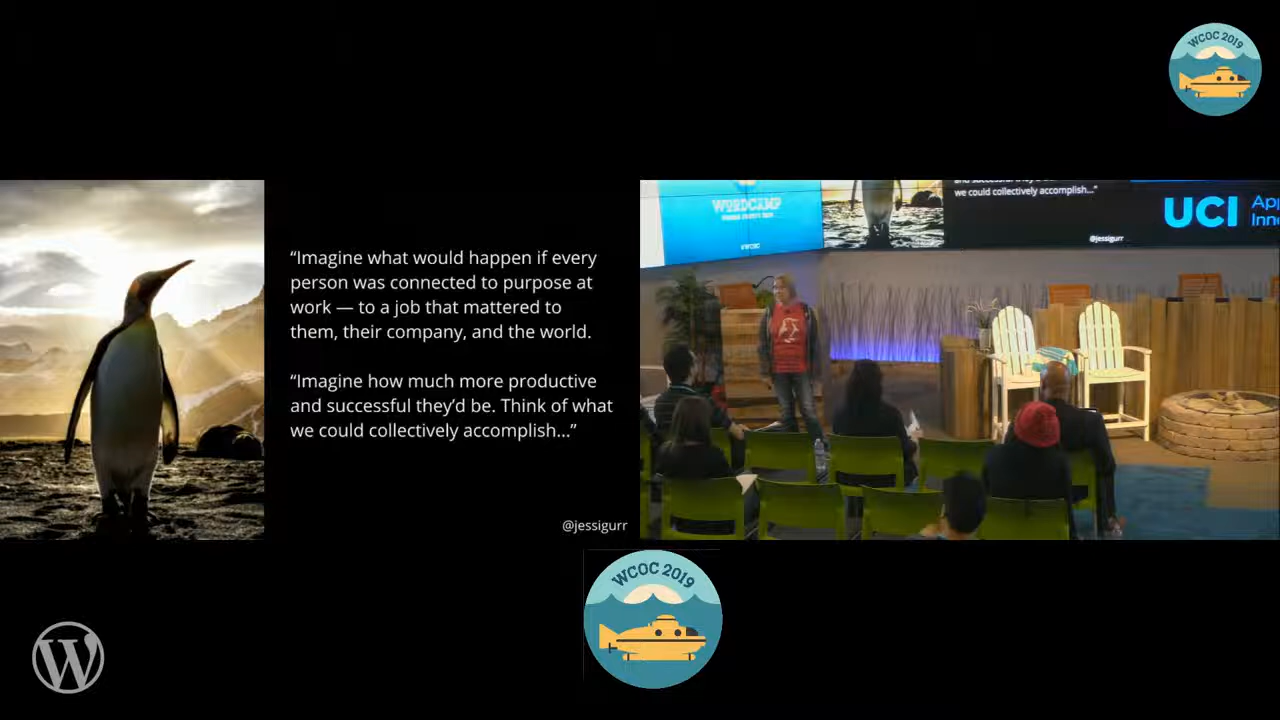 WCOC 2019
“Imagine what would happen if every
person was connected to purpose at
work — to a job that mattered to
them, their company, and the world.
“Imagine how much more productive
and successful they’d be. Think of what
we could collectively accomplish...”
@jessigurr
we could collectively accomplish...”
@jessigurr
WORDCAMP
UCI
WCOC 2019